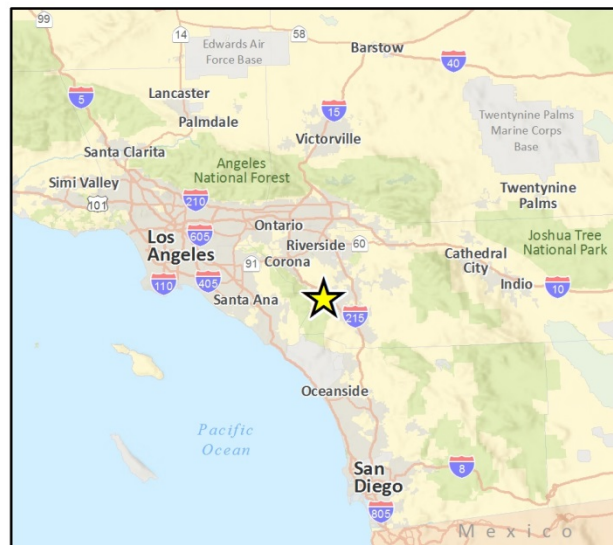 99
14
58
Edwards Air
Force Base
Barstow
40
5
Lancaster
Palmdale
15
Victorville
Twentynine Palms
Marine Corps
Base
Santa Clarita
Angeles
National Forest
Simi Valley
101
210
Twentynine
Palms
Los
Angeles
605
Ontario
Riverside
60
Joshua Tree
National Park
91
Corona
Cathedral
City
Indio
10
110
405
Santa Ana
215
Oceanside
Pacific
Ocean
San
Diego
8
805
Mexico